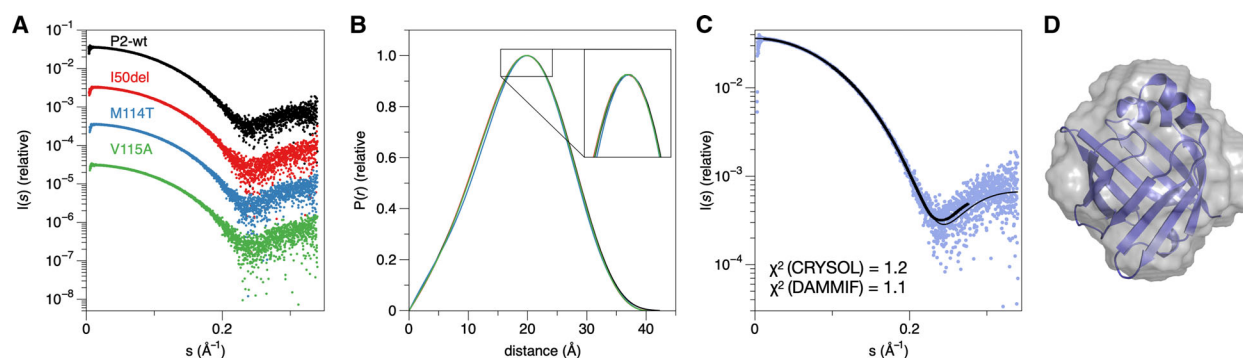 A
B
C
D
P2-wt
I50del
M114T
V115A
I(s) (relative)
10⁻¹
10⁻²
10⁻³
10⁻⁴
10⁻⁵
10⁻⁶
10⁻⁷
10⁻⁸
0
0.2
s (Å⁻¹)
P(r) (relative)
1.0
0.8
0.6
0.4
0.2
0
0
10
20
30
40
distance (Å)
I(s) (relative)
10⁻²
10⁻³
10⁻⁴
χ² (CRYSOL) = 1.2
χ² (DAMMIF) = 1.1
0
0.2
s (Å⁻¹)